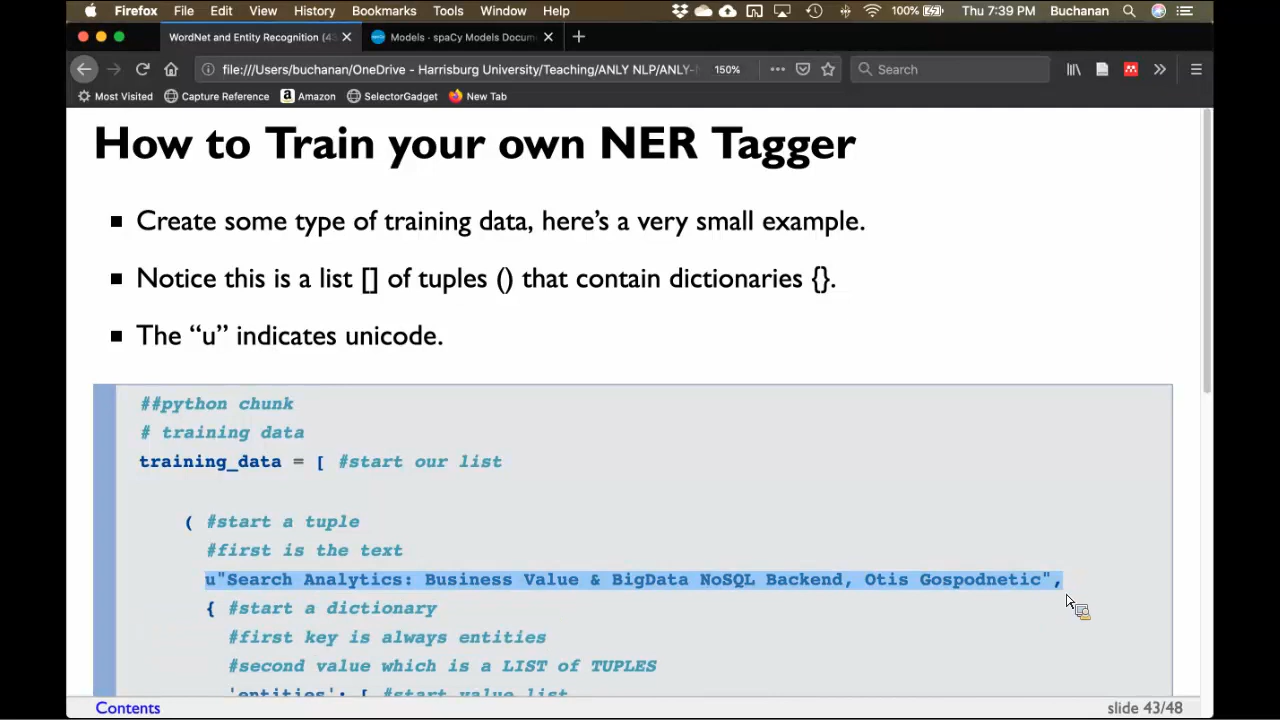 Firefox File Edit View History Bookmarks Tools Window Help 100% Thu 7:39 PM Buchanan
WordNet and Entity Recognition (43 Models · spaCy Models Docum
file:///Users/buchanan/OneDrive - Harrisburg University/Teaching/ANLY NLP/ANLY- 150% Search
Most Visited Capture Reference Amazon SelectorGadget New Tab
How to Train your own NER Tagger
Create some type of training data, here's a very small example.
Notice this is a list [] of tuples () that contain dictionaries {}.
The “u” indicates unicode.
##python chunk
# training data
training_data = [ #start our list
( #start a tuple
#first is the text
u"Search Analytics: Business Value & BigData NoSQL Backend, Otis Gospodnetic",
{ #start a dictionary
#first key is always entities
#second value which is a LIST of TUPLES
'entities': [ #start value list
Contents slide 43/48